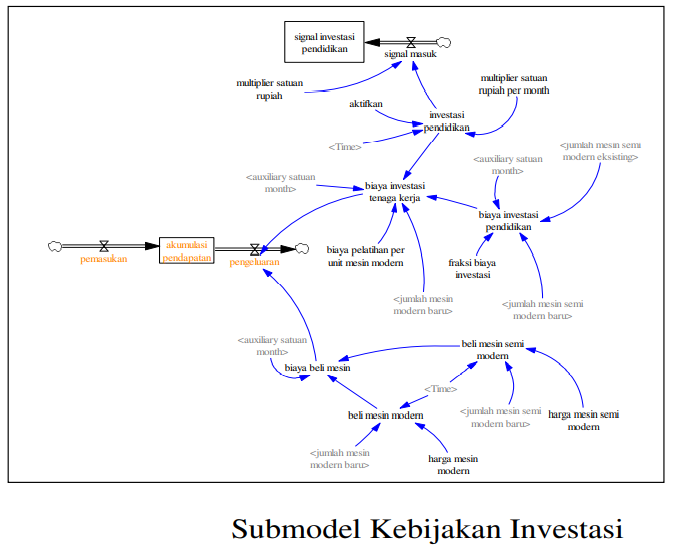 signal investasi
pendidikan
signal masuk
multiplier satuan
rupiah
multiplier satuan
rupiah per month
aktifkan
investasi
pendidikan
<Time>
<auxiliary satuan
month>
<jumlah mesin semi
modern eksisting>
<auxiliary satuan
month>
biaya investasi
tenaga kerja
biaya investasi
pendidikan
akumulasi
pendapatan
pemasukan
pengeluaran
biaya pelatihan per
unit mesin modern
fraksi biaya
investasi
<jumlah mesin
modern baru>
<jumlah mesin semi
modern baru>
<auxiliary satuan
month>
biaya beli mesin
beli mesin semi
modern
<Time>
beli mesin modern
<jumlah mesin semi
modern baru>
harga mesin semi
modern
<jumlah mesin
modern baru>
harga mesin
modern
Submodel Kebijakan Investasi